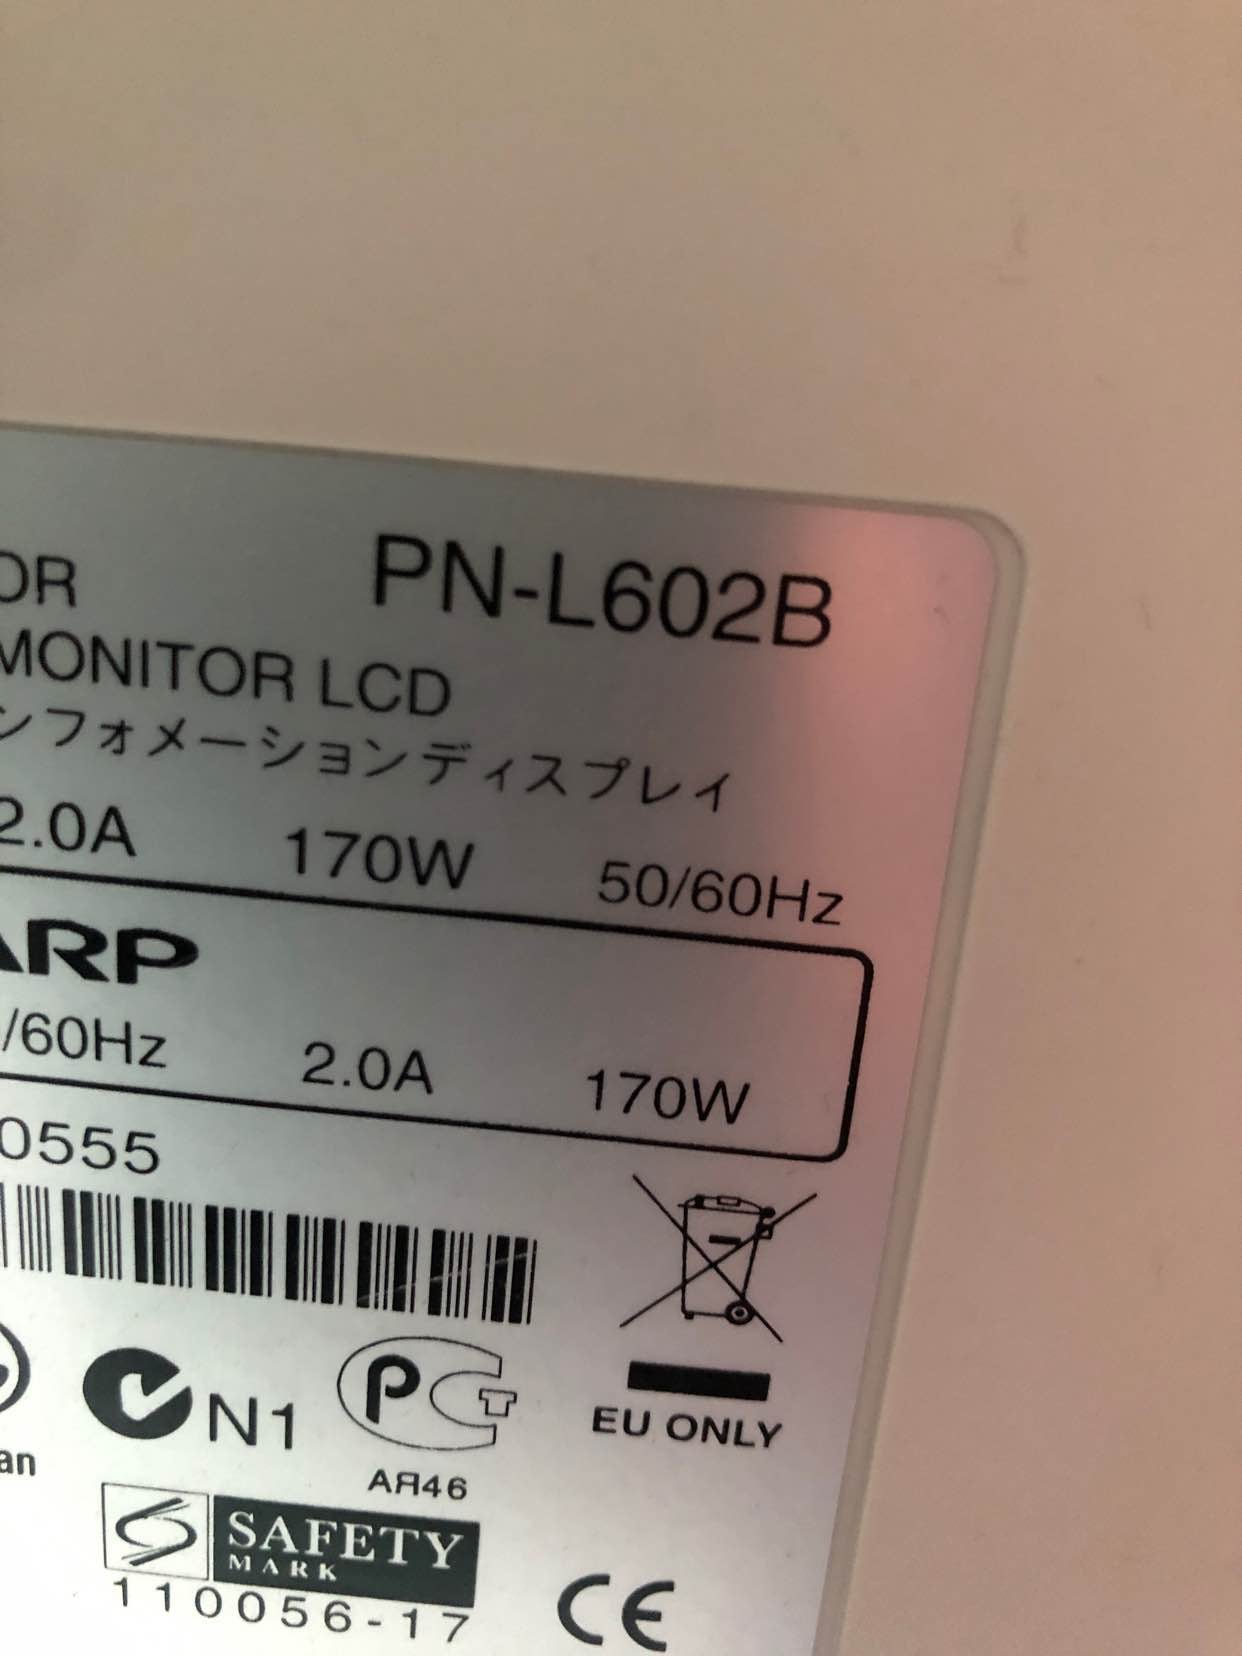 OR PN-L602B
MONITOR LCD
ンフォメーションディスプレイ
2.0A 170W 50/60Hz
ARP
/60Hz 2.0A 170W
0555
N1
PCT
EU ONLY
an
АЯ46
SAFETY
MARK
110056-17
CE